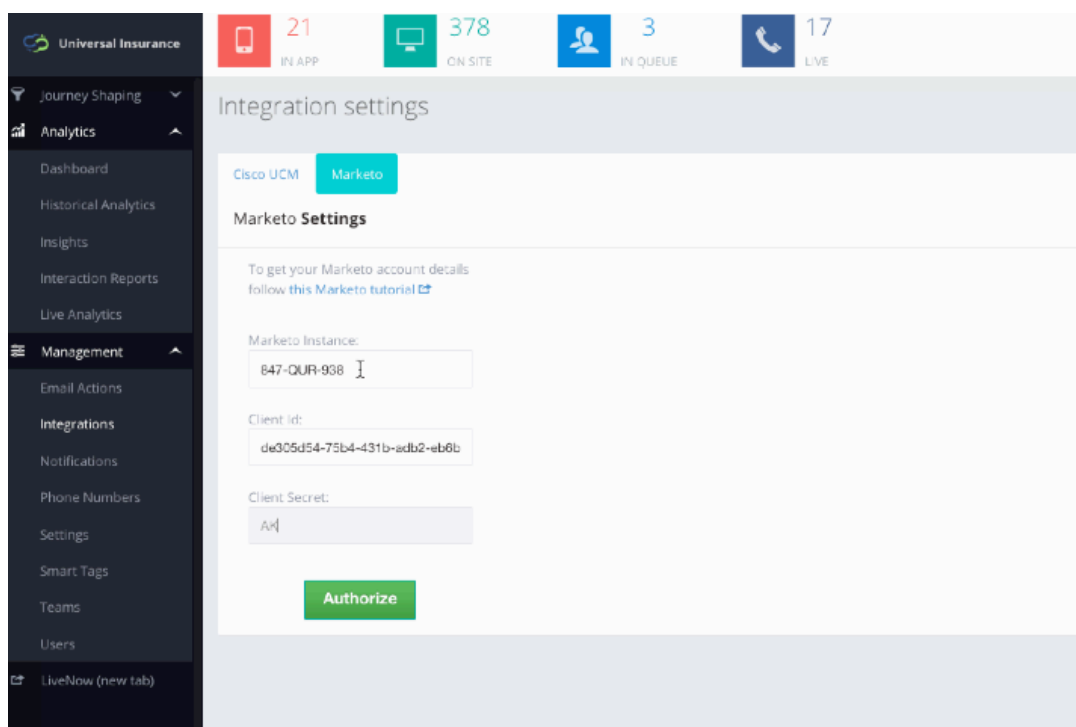 Universal Insurance
21
IN APP
378
ON SITE
3
IN QUEUE
17
LIVE
Journey Shaping
Analytics
Dashboard
Historical Analytics
Insights
Interaction Reports
Live Analytics
Management
Email Actions
Integrations
Notifications
Phone Numbers
Settings
Smart Tags
Teams
Users
LiveNow (new tab)
Integration settings
Cisco UCM
Marketo
Marketo Settings
To get your Marketo account details
follow this Marketo tutorial
Marketo Instance:
847-QUR-938
Client Id:
de305d54-75b4-431b-adb2-eb6b
Client Secret:
AK
Authorize